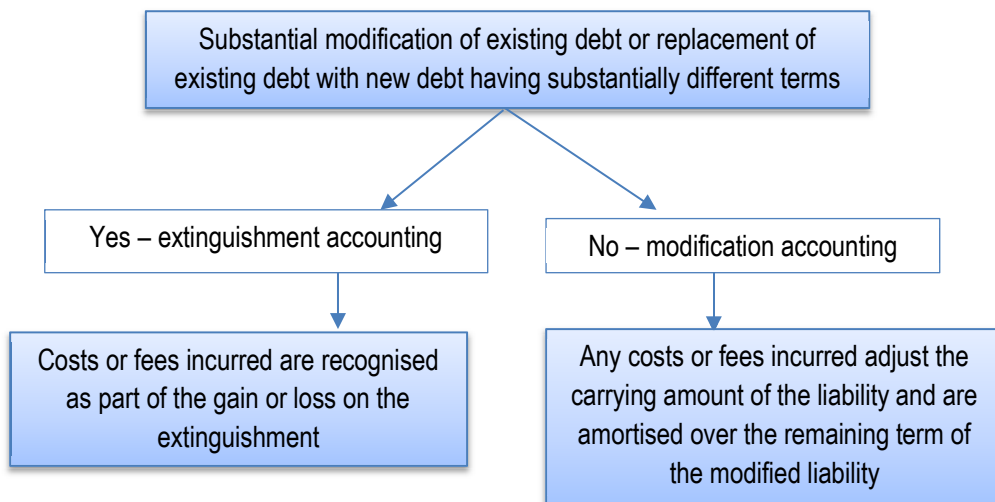 Substantial modification of existing debt or replacement of
existing debt with new debt having substantially different terms
Yes – extinguishment accounting
No – modification accounting
Costs or fees incurred are recognised
as part of the gain or loss on the
extinguishment
Any costs or fees incurred adjust the
carrying amount of the liability and are
amortised over the remaining term of
the modified liability